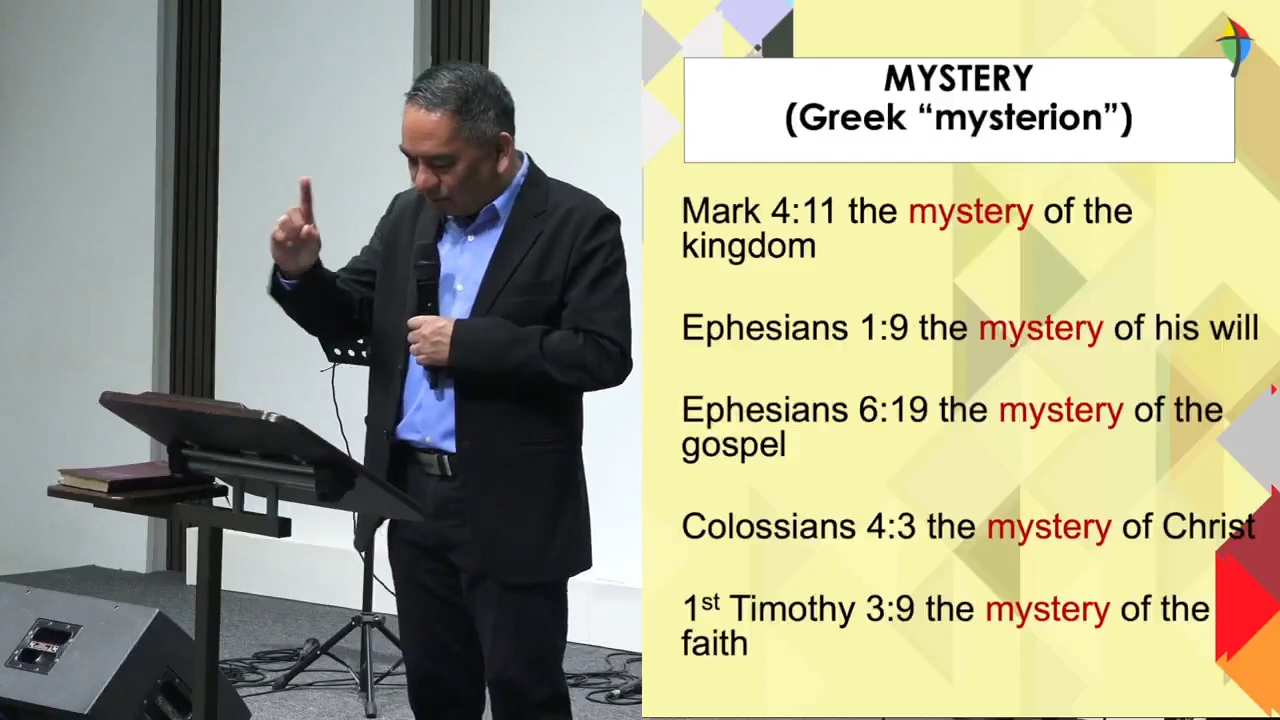 MYSTERY
(Greek “mysterion”)
Mark 4:11 the mystery of the
kingdom
Ephesians 1:9 the mystery of his will
Ephesians 6:19 the mystery of the
gospel
Colossians 4:3 the mystery of Christ
1st Timothy 3:9 the mystery of the
faith